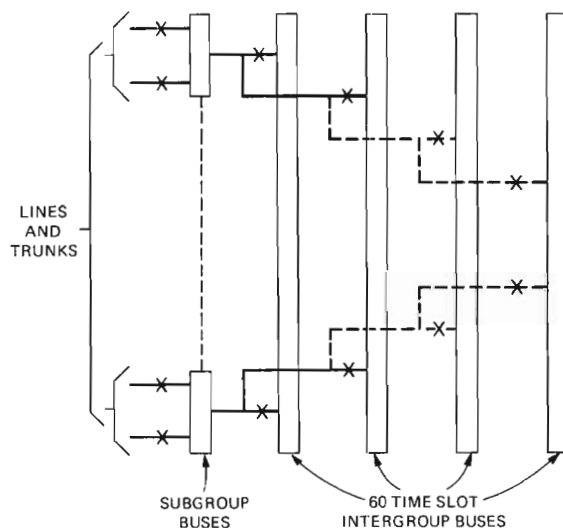 LINES
AND
TRUNKS
SUBGROUP
BUSES
60 TIME SLOT
INTERGROUP BUSES